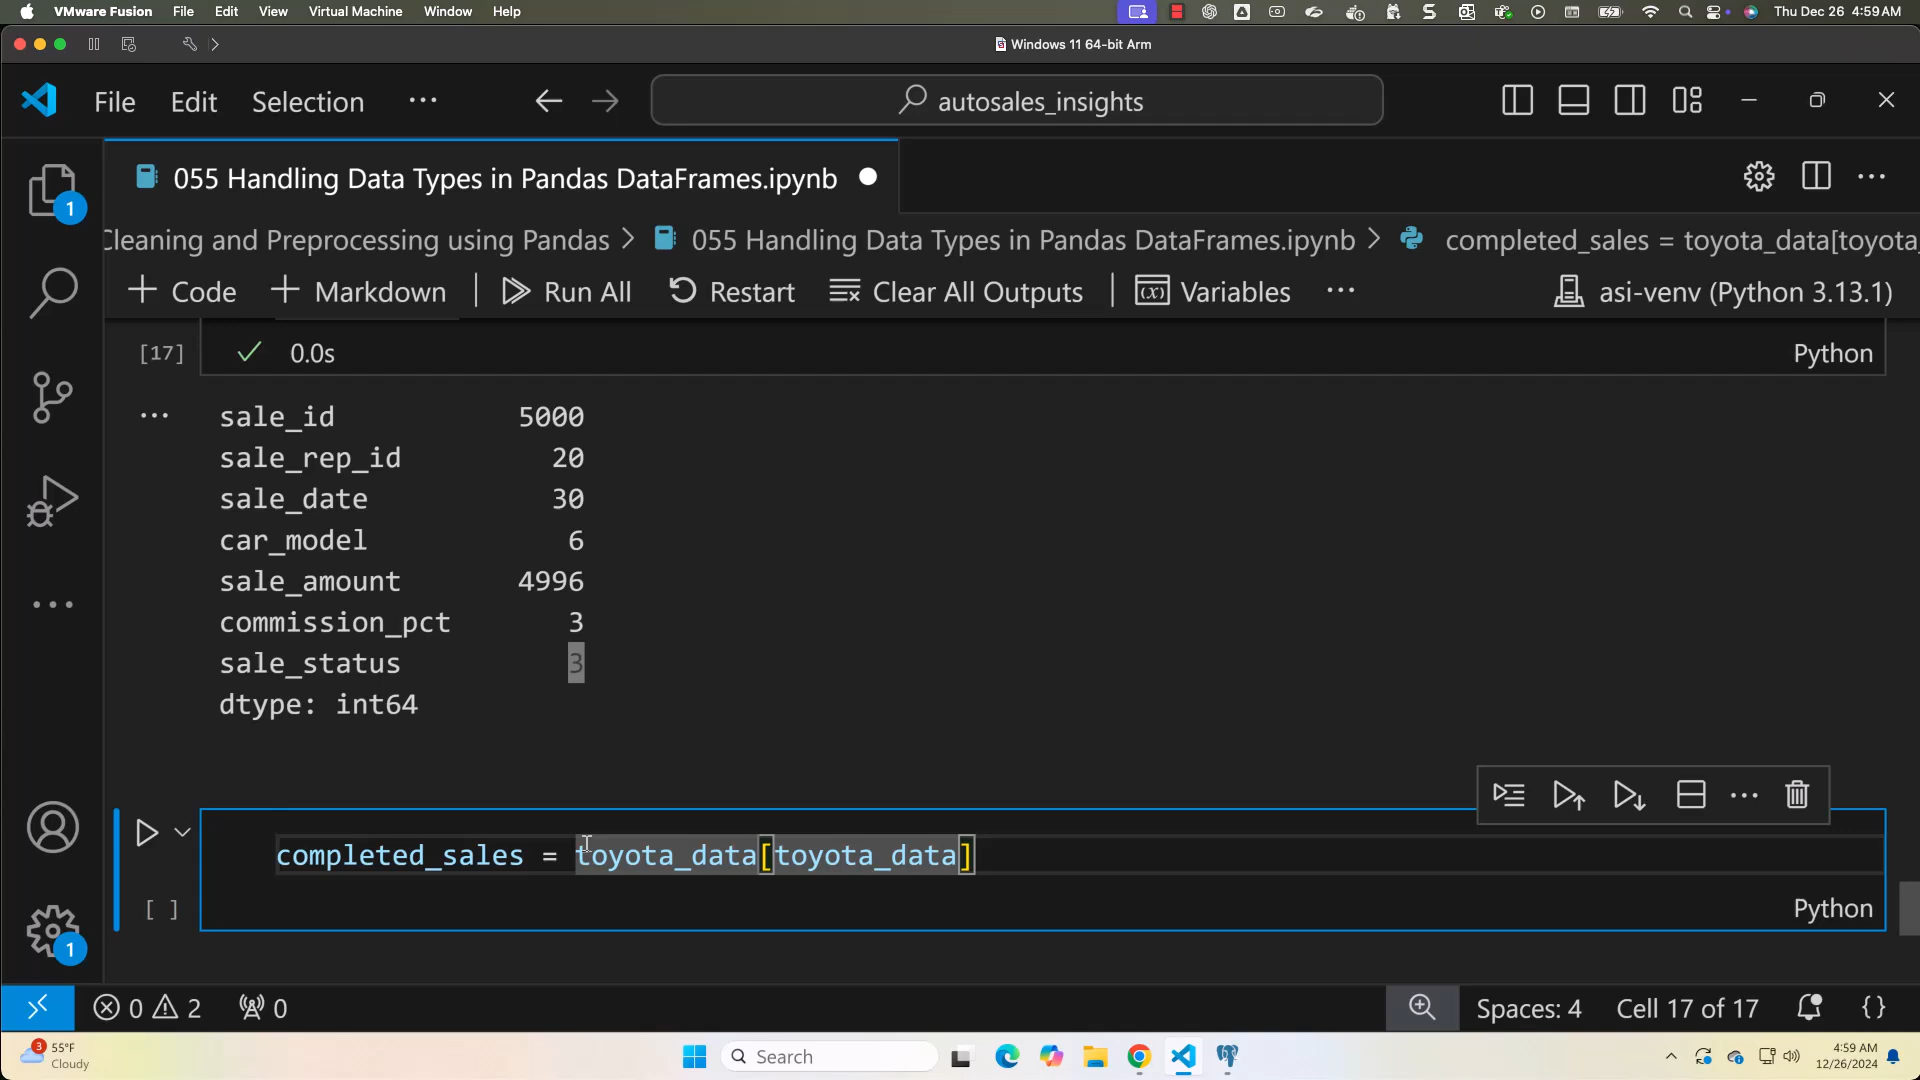 VMware Fusion File Edit View Virtual Machine Window Help Thu Dec 26 4:59 AM
Windows 11 64-bit Arm
File Edit Selection ··· autosales_insights
055 Handling Data Types in Pandas DataFrames.ipynb
Cleaning and Preprocessing using Pandas > 055 Handling Data Types in Pandas DataFrames.ipynb > completed_sales = toyota_data[toyota_
+ Code + Markdown Run All Restart Clear All Outputs Variables ··· asi-venv (Python 3.13.1)
[17] 0.0s Python
sale_id 5000
sale_rep_id 20
sale_date 30
car_model 6
sale_amount 4996
commission_pct 3
sale_status 3
dtype: int64
completed_sales = toyota_data[toyota_data]
[ ] Python
1
1
0 2 0 Spaces: 4 Cell 17 of 17 {}
3 55°F
Cloudy
Search
4:59 AM
12/26/2024